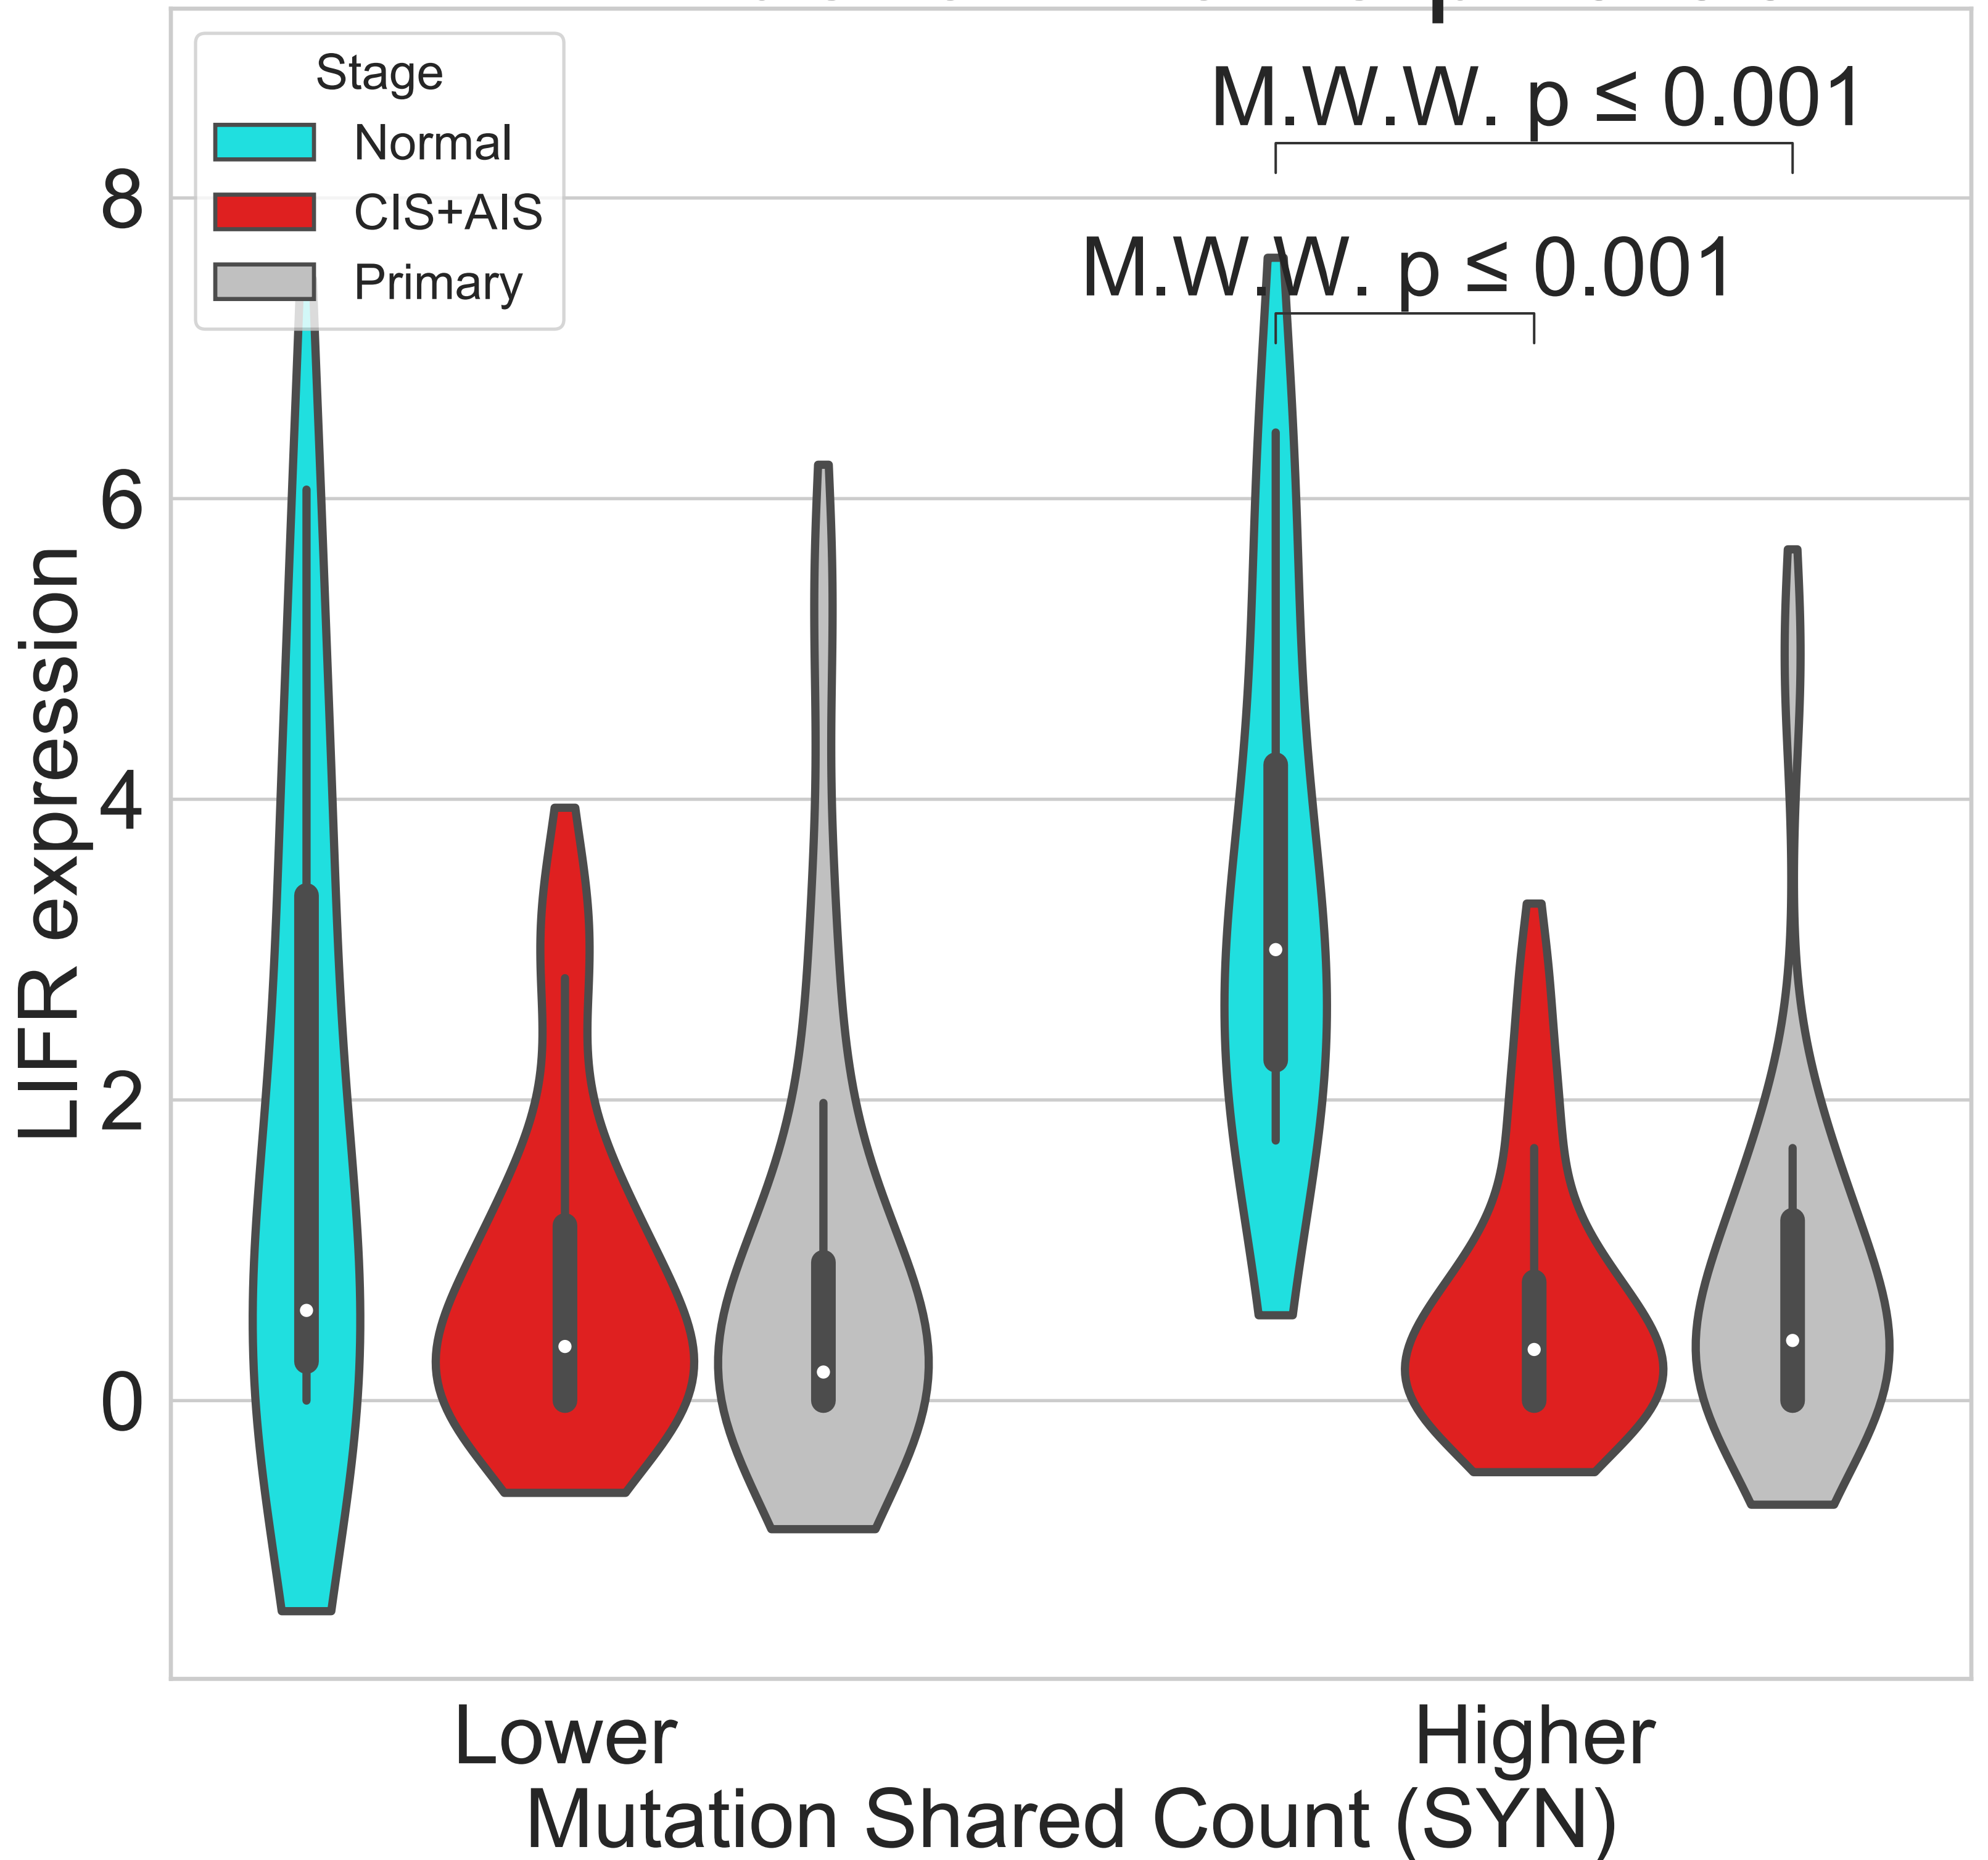 Stage
Normal
CIS+AIS
Primary
M.W.W. p ≤ 0.001
M.W.W. p ≤ 0.001
8
6
4
2
0
LIFR expression
Lower
Higher
Mutation Shared Count (SYN)